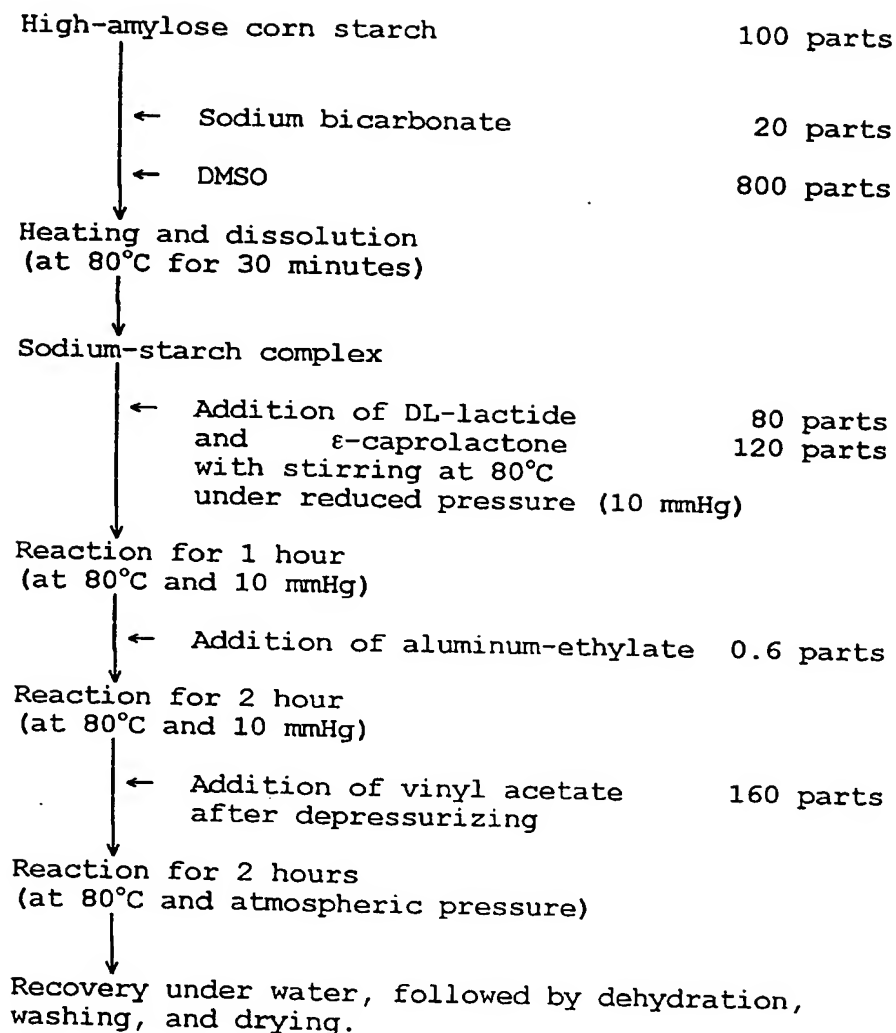 High-amylose corn starch 100 parts
← Sodium bicarbonate 20 parts
← DMSO 800 parts
Heating and dissolution
(at 80°C for 30 minutes)
Sodium-starch complex
← Addition of DL-lactide 80 parts
and ε-caprolactone 120 parts
with stirring at 80°C
under reduced pressure (10 mmHg)
Reaction for 1 hour
(at 80°C and 10 mmHg)
← Addition of aluminum-ethylate 0.6 parts
Reaction for 2 hour
(at 80°C and 10 mmHg)
← Addition of vinyl acetate 160 parts
after depressurizing
Reaction for 2 hours
(at 80°C and atmospheric pressure)
Recovery under water, followed by dehydration,
washing, and drying.